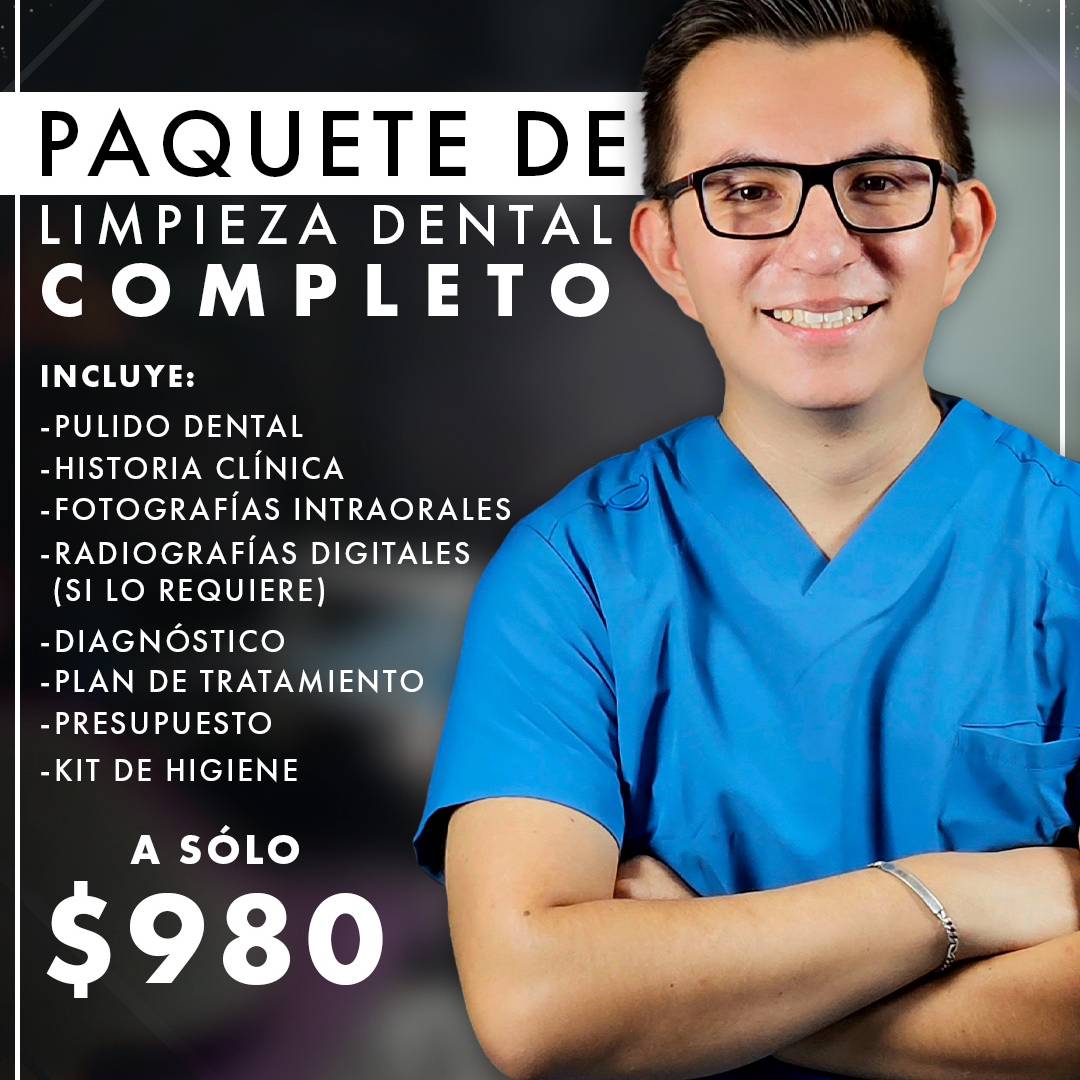 PAQUETE DE
LIMPIEZA DENTAL
COMPLETO
INCLUYE:
-PULIDO DENTAL
-HISTORIA CLÍNICA
-FOTOGRAFÍAS INTRAORALES
-RADIOGRAFÍAS DIGITALES
(SI LO REQUIERE)
-DIAGNÓSTICO
-PLAN DE TRATAMIENTO
-PRESUPUESTO
-KIT DE HIGIENE
A SÓLO
$980